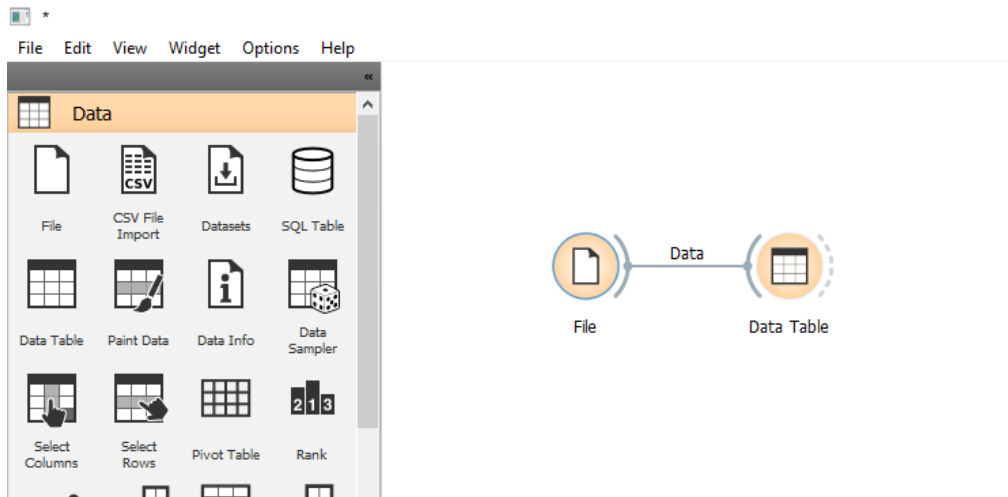 *
File Edit View Widget Options Help
«
Data
File
CSV
CSV File
Import
Datasets
SQL Table
Data Table
Paint Data
Data Info
Data
Sampler
Select
Columns
Select
Rows
Pivot Table
2 1 3
Rank
Data
File
Data Table